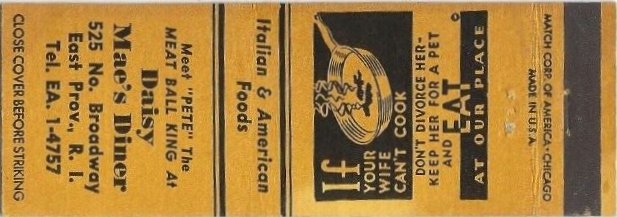 MATCH CORP OF AMERICA · CHICAGO
MADE IN U.S.A.
If
YOUR
WIFE
CAN'T COOK
DON'T DIVORCE HER-
KEEP HER FOR A PET
AND EAT
AT OUR PLACE
Italian & American
Foods
Meet "PETE" The
MEAT BALL KING At
Daisy
Mae's Diner
525 No. Broadway
East Prov., R. I.
Tel. EA. 1-4757
CLOSE COVER BEFORE STRIKING